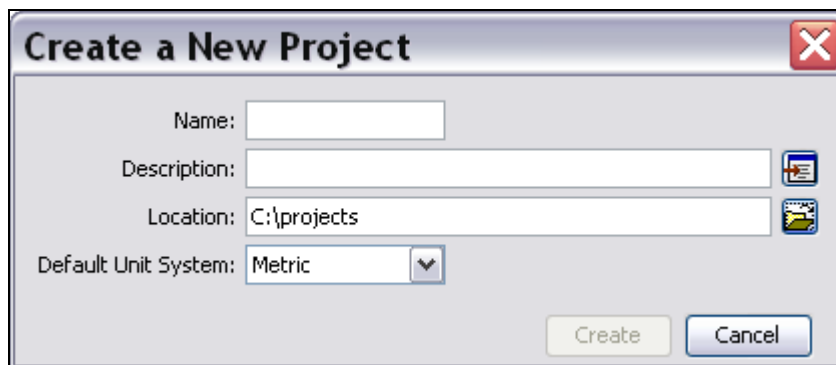 Create a New Project
Name:
Description:
Location: C:\projects
Default Unit System: Metric
Create Cancel